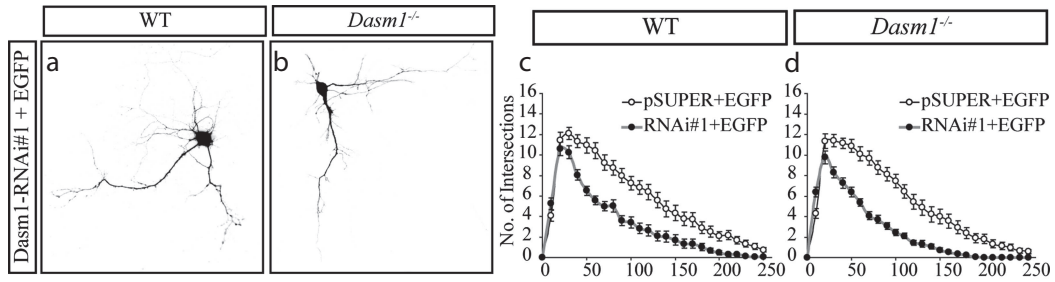 WT
Dasm1-/-
Dasm1-RNAi#1 + EGFP
a
b
WT
Dasm1-/-
c
d
No. of Intersections
16
14
12
10
8
6
4
2
0
pSUPER+EGFP
RNAi#1+EGFP
0 50 100 150 200 250
16
14
12
10
8
6
4
2
0
pSUPER+EGFP
RNAi#1+EGFP
0 50 100 150 200 250